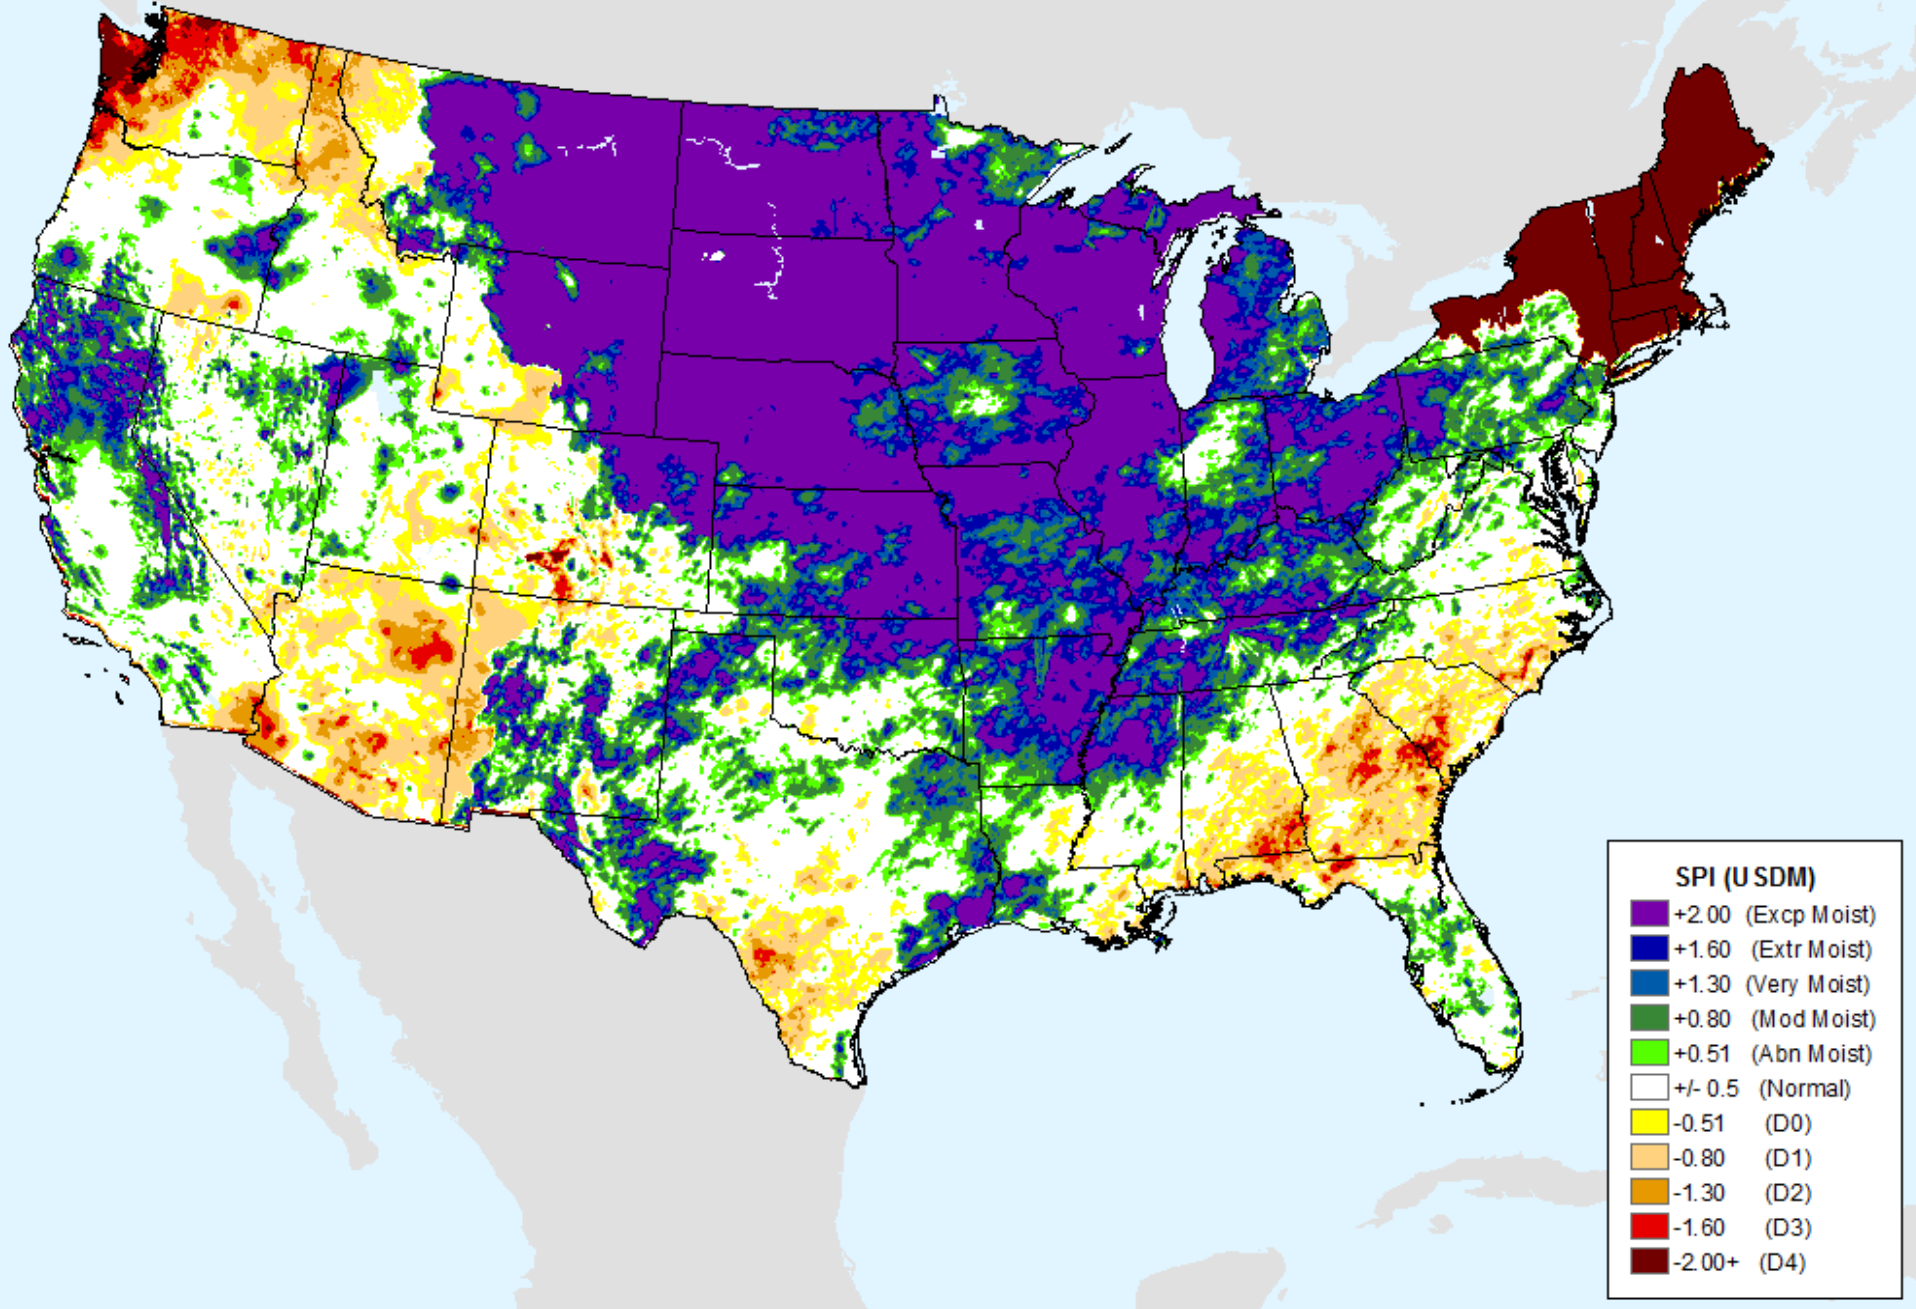 SPI (USDM)
+2.00 (Excp Moist)
+1.60 (Extr Moist)
+1.30 (Very Moist)
+0.80 (Mod Moist)
+0.51 (Abn Moist)
+/- 0.5 (Normal)
-0.51 (D0)
-0.80 (D1)
-1.30 (D2)
-1.60 (D3)
-2.00+ (D4)